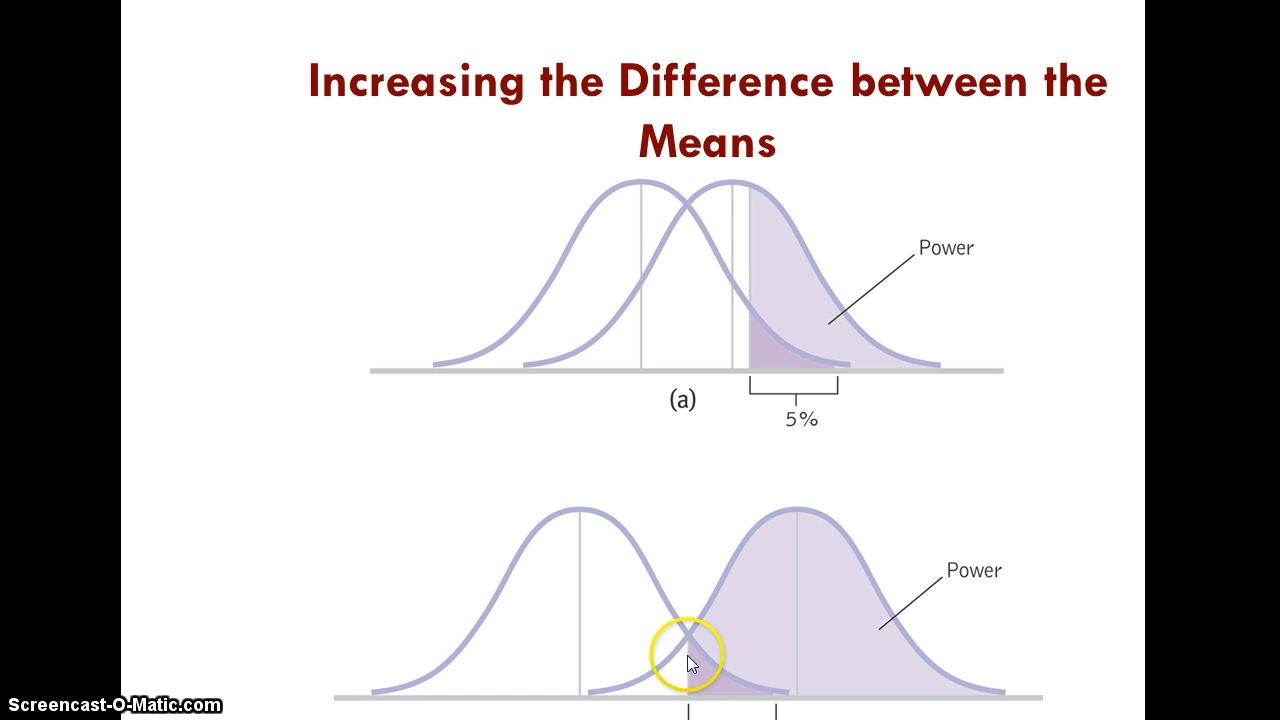 Increasing the Difference between the
Means
Power
(a)
5%
Power
Screencast-O-Matic.com